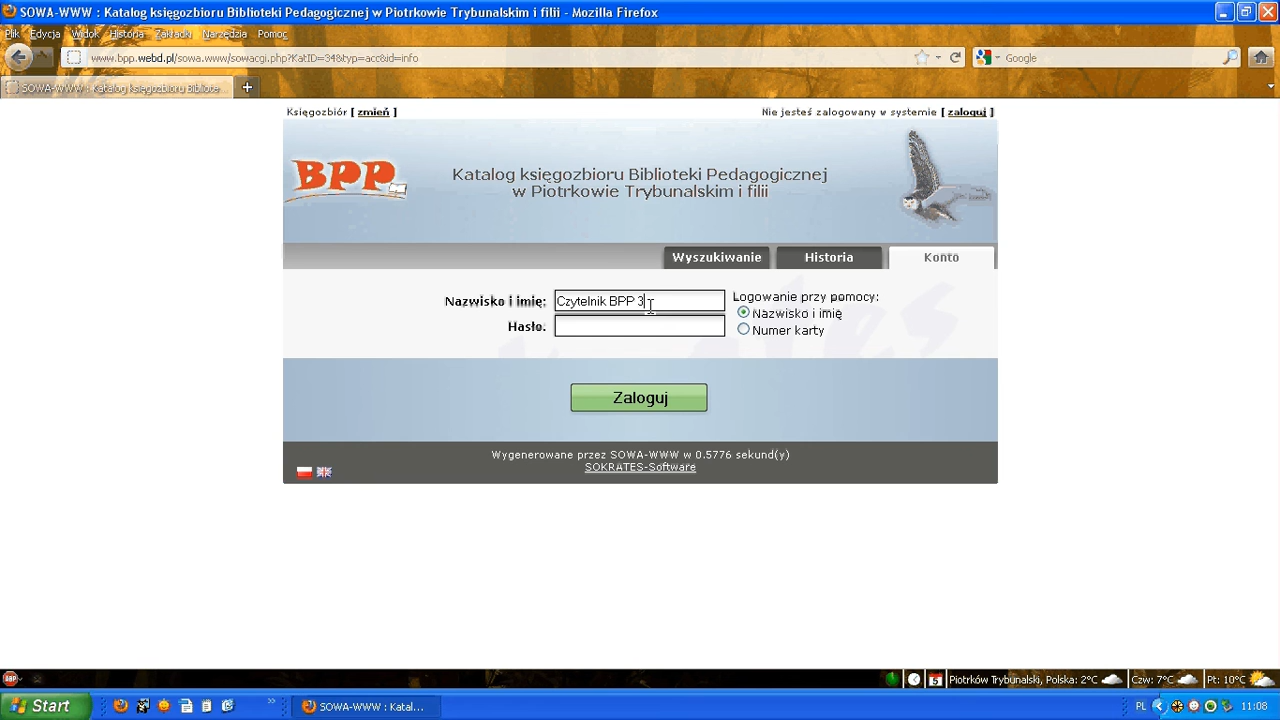 SOWA-WWW : Katalog księgozbioru Biblioteki Pedagogicznej w Piotrkowie Trybunalskim i filii - Mozilla Firefox
Plik Edycja Widok Historia Zakładki Narzędzia Pomoc
www.bpp.webd.pl/sowa.www/sowacgi.php?KatID=34&typ=acc&id=info
Google
SOWA-WWW : Katalog księgozbioru Bibliote...
Księgozbiór [ zmień ]
Nie jesteś zalogowany w systemie [ zaloguj ]
BPP
Katalog księgozbioru Biblioteki Pedagogicznej
w Piotrkowie Trybunalskim i filii
Wyszukiwanie Historia Konto
Nazwisko i imię: Czytelnik BPP 3
Logowanie przy pomocy:
Nazwisko i imię
Hasło.
Numer karty
Zaloguj
Wygenerowane przez SOWA-WWW w 0.5776 sekund(y)
SOKRATES-Software
BPP
5
Piotrków Trybunalski, Polska: 2°C Czw: 7°C Pt: 10°C
Start
SOWA-WWW : Katal...
PL 11:08